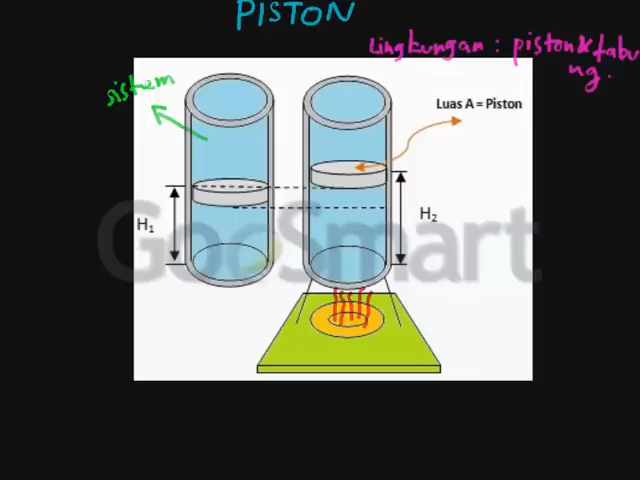 PISTON
Lingkungan : piston & tabu
ng.
sistem
Luas A = Piston
H1
H2
GooSmart